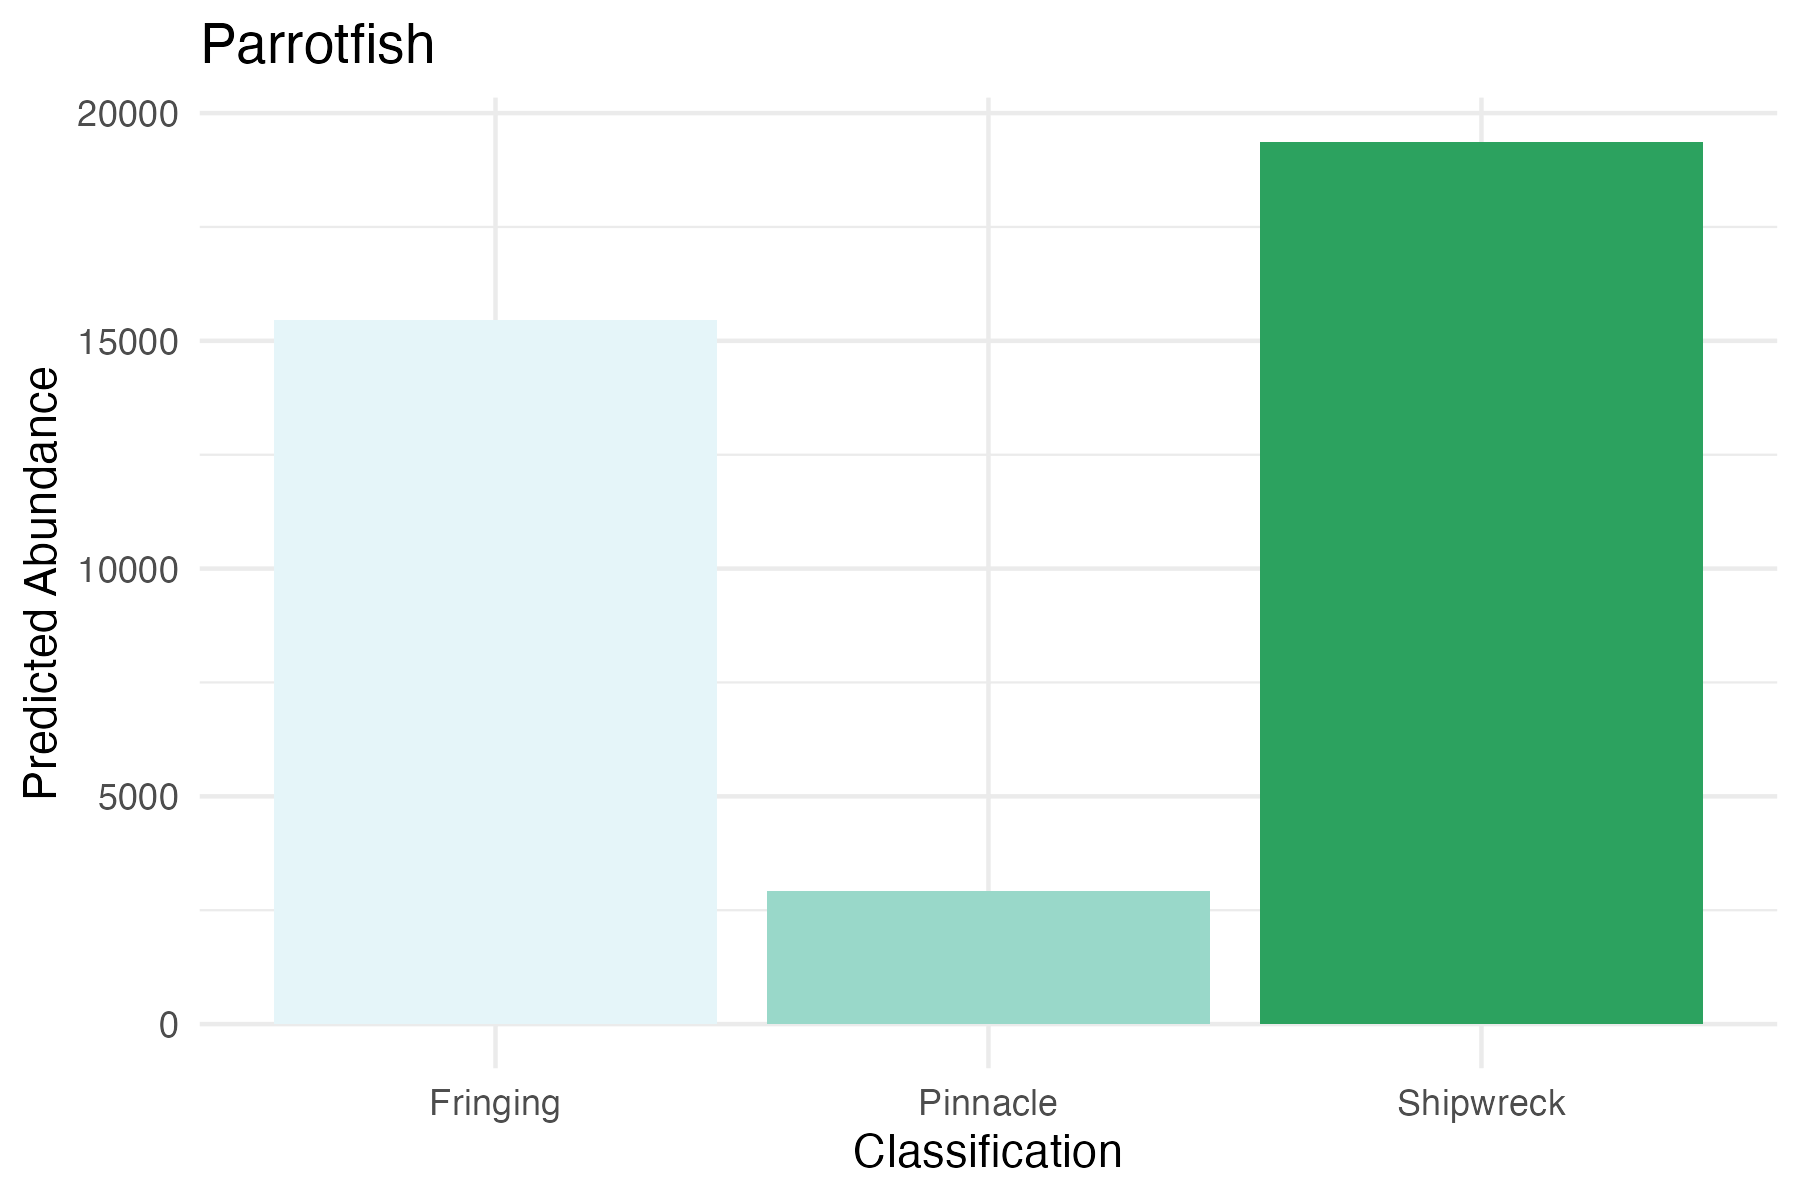 Parrotfish
Predicted Abundance
20000
15000
10000
5000
0
Fringing
Pinnacle
Shipwreck
Classification